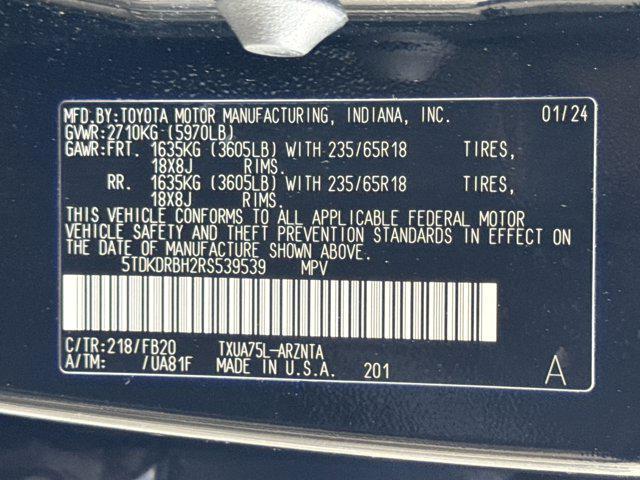 MFD.BY:TOYOTA MOTOR MANUFACTURING, INDIANA, INC. 01/24
GVWR:2710KG (5970LB)
GAWR:FRT. 1635KG (3605LB) WITH 235/65R18 TIRES,
18X8J RIMS.
RR. 1635KG (3605LB) WITH 235/65R18 TIRES,
18X8J RIMS.
THIS VEHICLE CONFORMS TO ALL APPLICABLE FEDERAL MOTOR
VEHICLE SAFETY AND THEFT PREVENTION STANDARDS IN EFFECT ON
THE DATE OF MANUFACTURE SHOWN ABOVE.
5TDKDRBH2RS539539 MPV
C/TR:218/FB20 TXUA75L-ARZNTA
A/TM: /UA81F MADE IN U.S.A. 201 A